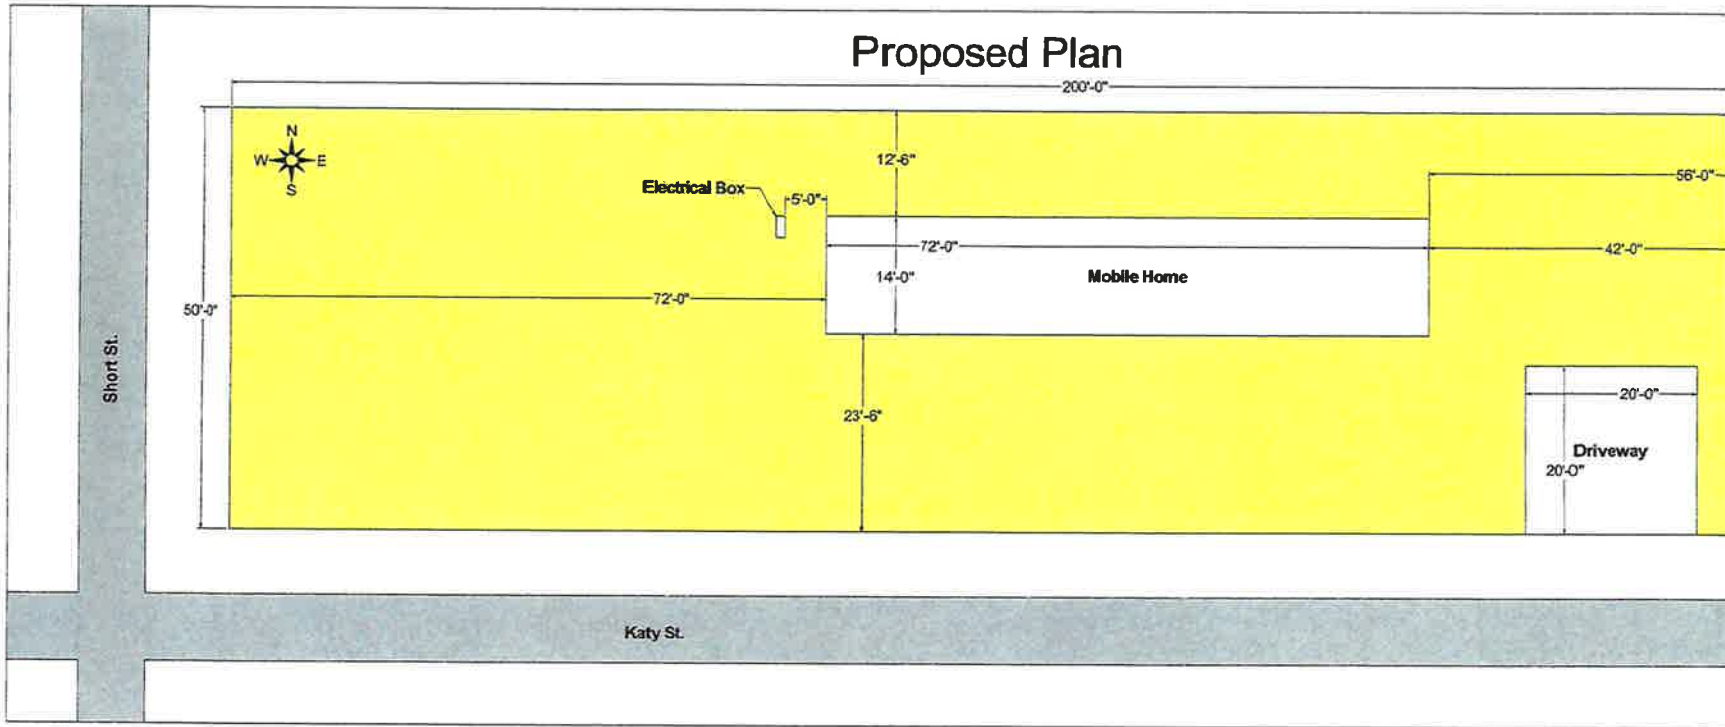 Proposed Plan
200'-0"
N
W E
S
12'-6"
56'-0"
Electrical Box
5'-0"
72'-0"
42'-0"
14'-0"
Mobile Home
72'-0"
50'-0"
Short St.
23'-6"
20'-0"
Driveway
20'-0"
Katy St.